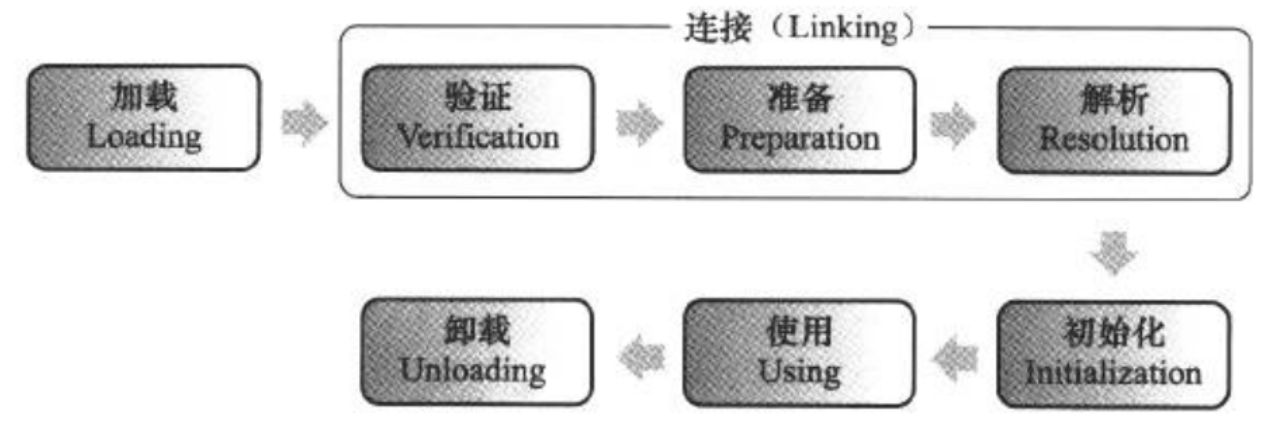 连接（Linking）
加载
Loading
验证
Verification
准备
Preparation
解析
Resolution
初始化
Initialization
使用
Using
卸载
Unloading